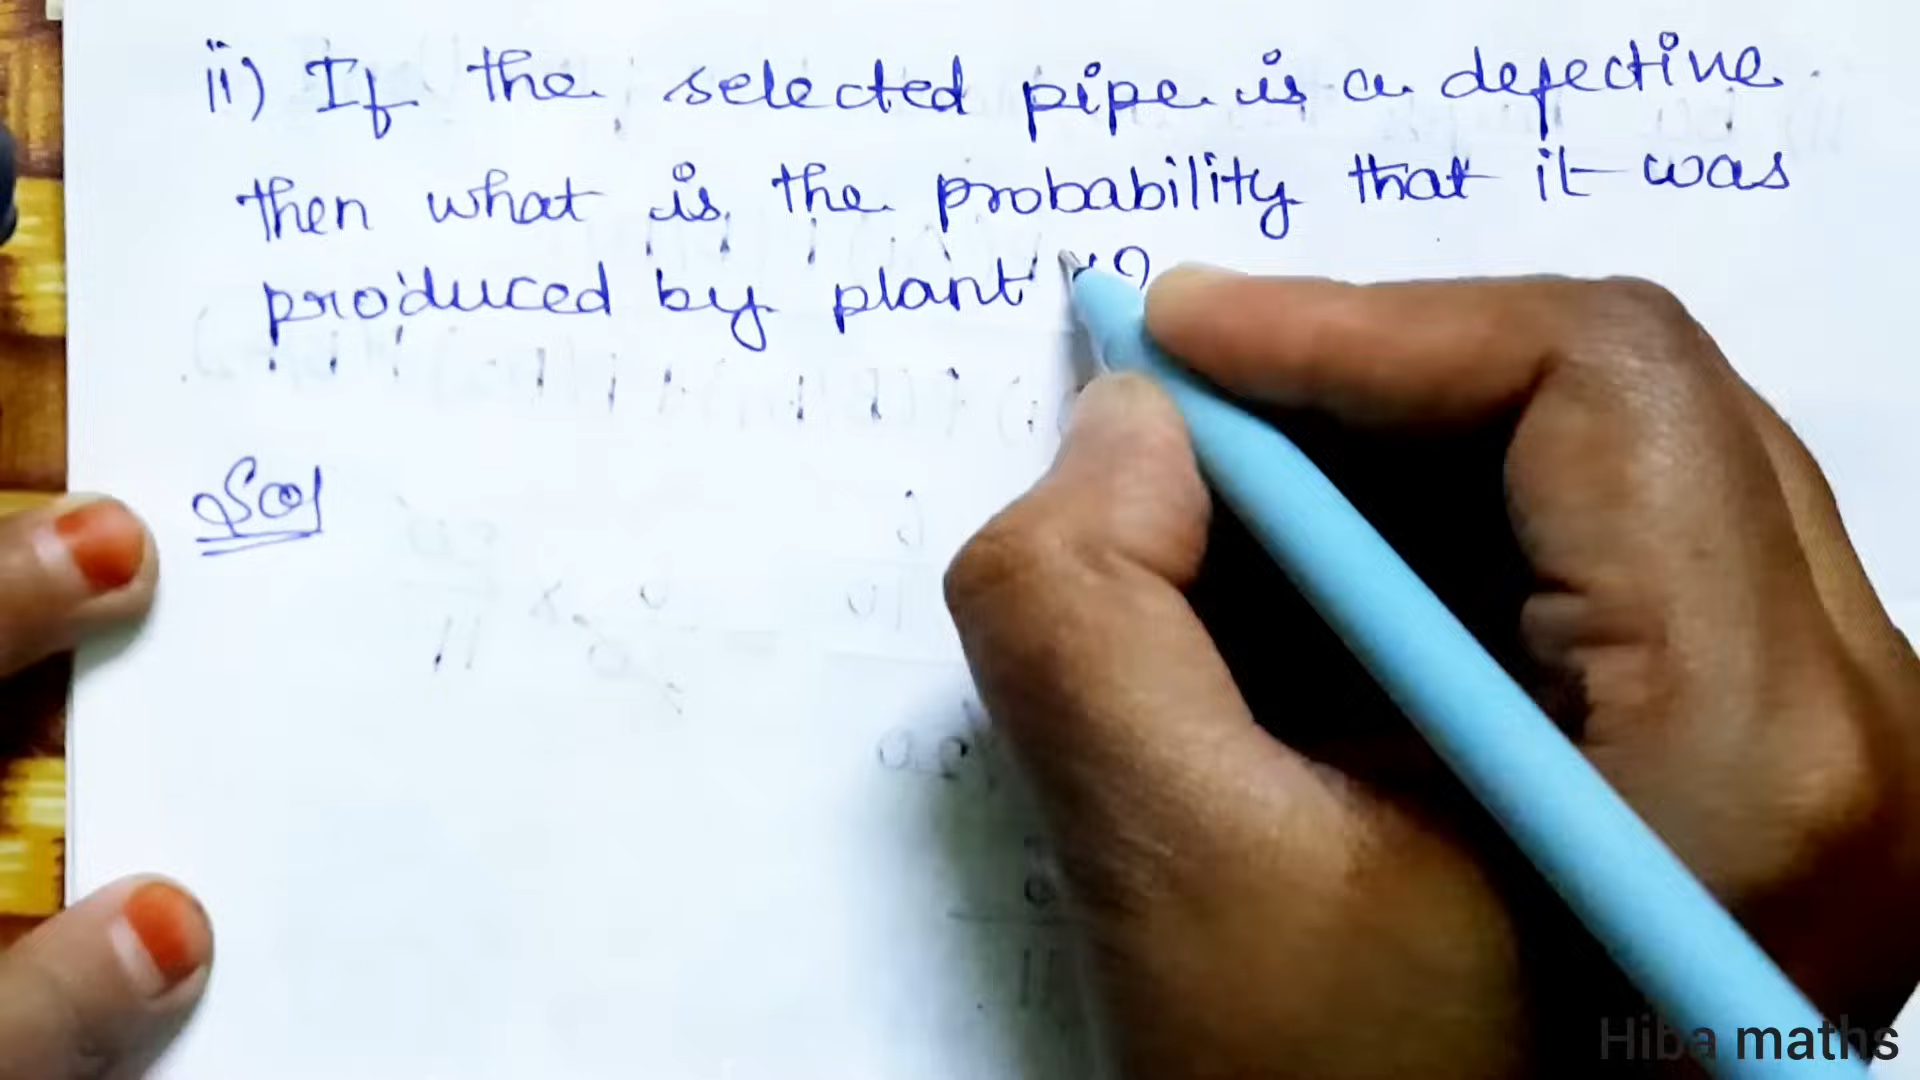 ii) If the selected pipe is a defective
then what is the probability that it was
produced by plant ?
Sol
Hiba maths